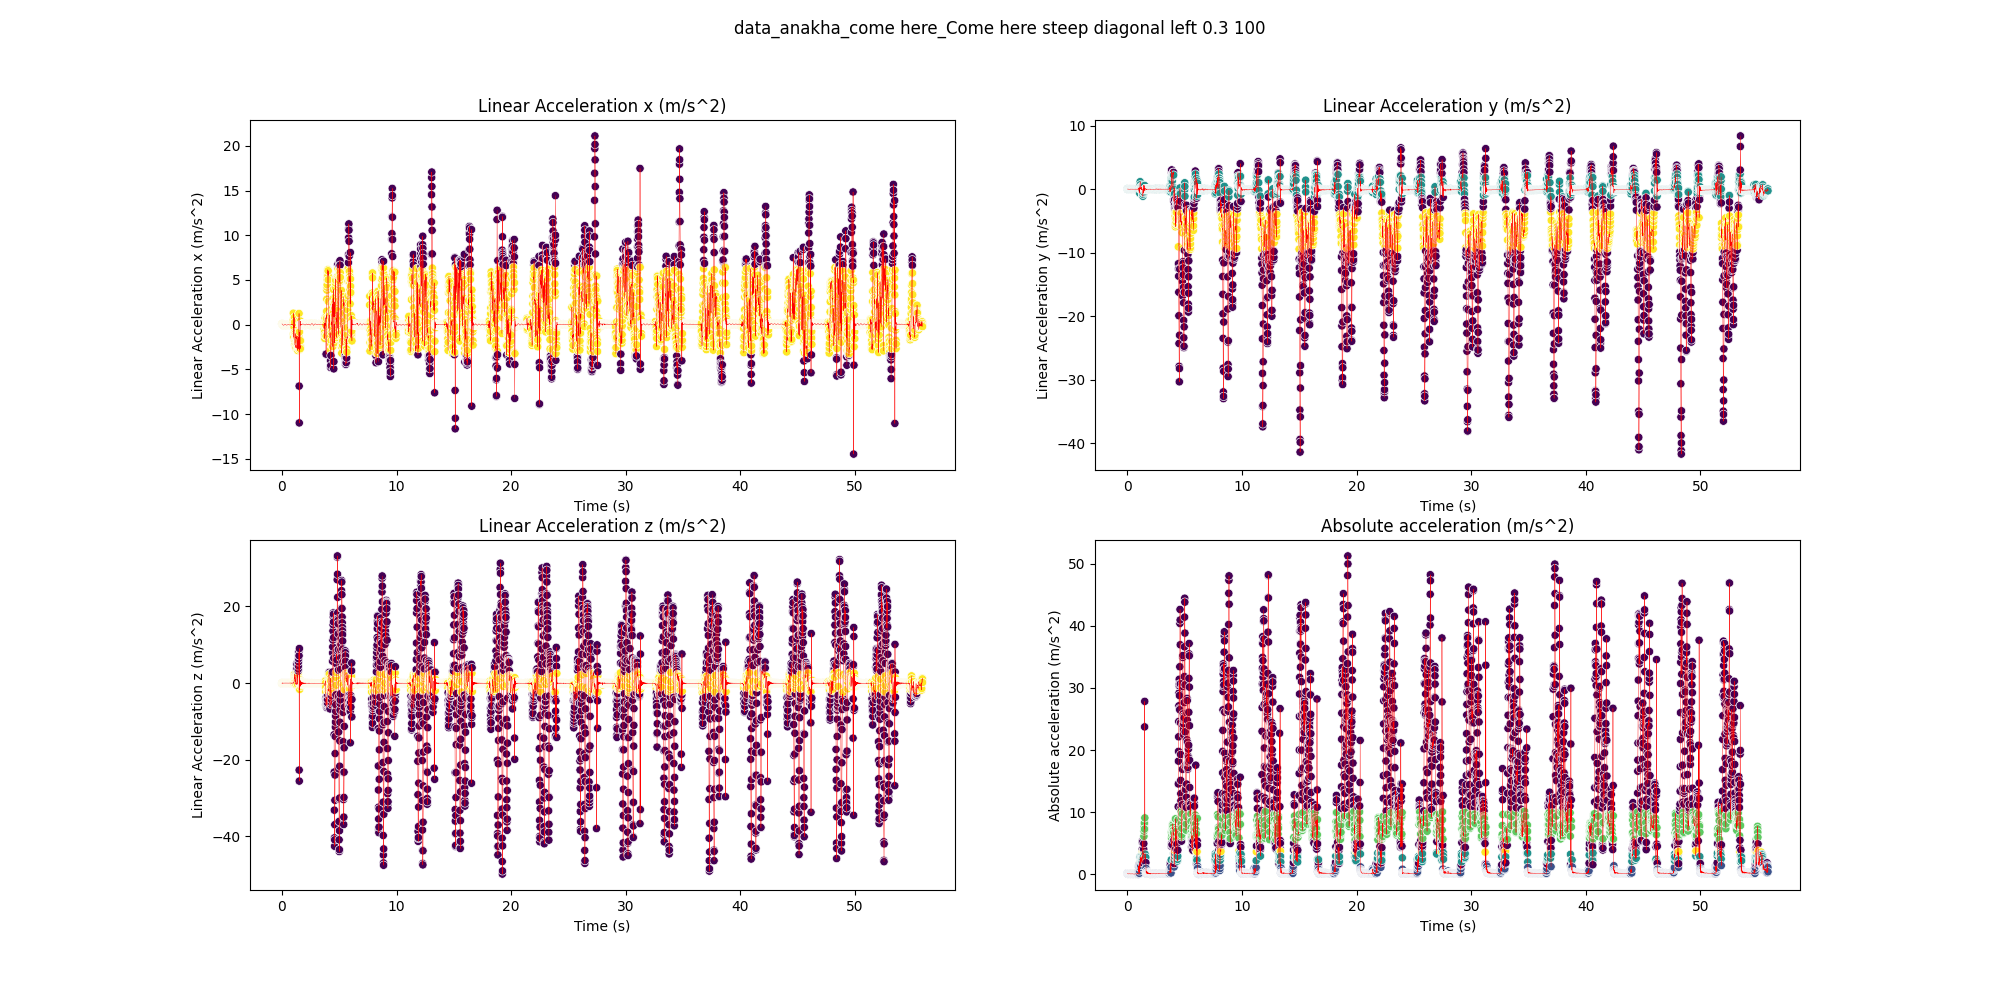 data_anakha_come here_Come here steep diagonal left 0.3 100
Linear Acceleration x (m/s^2)
Linear Acceleration x (m/s^2)
20
15
10
5
0
−5
−10
−15
0 10 20 30 40 50
Time (s)
Linear Acceleration y (m/s^2)
Linear Acceleration y (m/s^2)
10
0
−10
−20
−30
−40
0 10 20 30 40 50
Time (s)
Linear Acceleration z (m/s^2)
Linear Acceleration z (m/s^2)
20
0
−20
−40
0 10 20 30 40 50
Time (s)
Absolute acceleration (m/s^2)
Absolute acceleration (m/s^2)
50
40
30
20
10
0
0 10 20 30 40 50
Time (s)